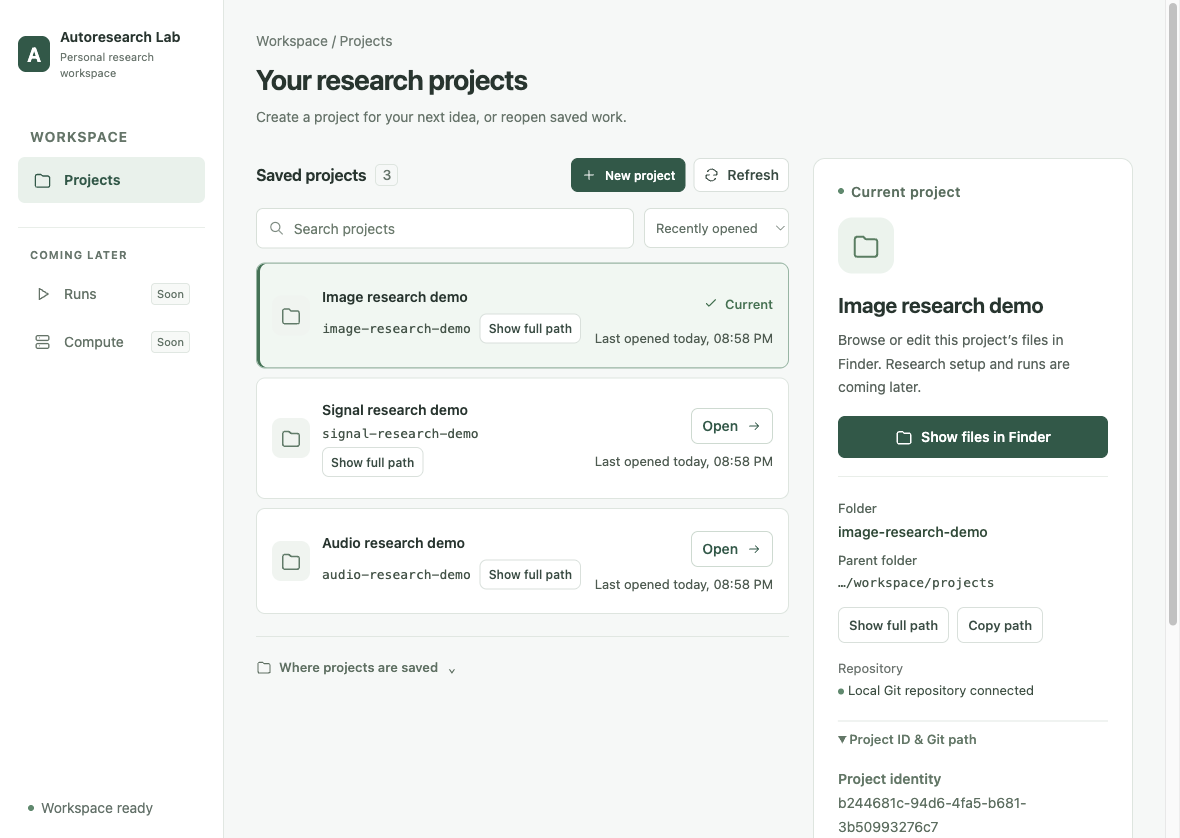 A
Autoresearch Lab
Personal research
workspace
WORKSPACE
Projects
COMING LATER
Runs Soon
Compute Soon
Workspace ready
Workspace / Projects
Your research projects
Create a project for your next idea, or reopen saved work.
Saved projects 3
New project
Refresh
Search projects
Recently opened
Image research demo
image-research-demo Show full path
Current
Last opened today, 08:58 PM
Signal research demo
signal-research-demo
Show full path
Open →
Last opened today, 08:58 PM
Audio research demo
audio-research-demo Show full path
Open →
Last opened today, 08:58 PM
Where projects are saved
Current project
Image research demo
Browse or edit this project’s files in
Finder. Research setup and runs are
coming later.
Show files in Finder
Folder
image-research-demo
Parent folder
…/workspace/projects
Show full path Copy path
Repository
Local Git repository connected
▼Project ID & Git path
Project identity
b244681c-94d6-4fa5-b681-
3b50993276c7